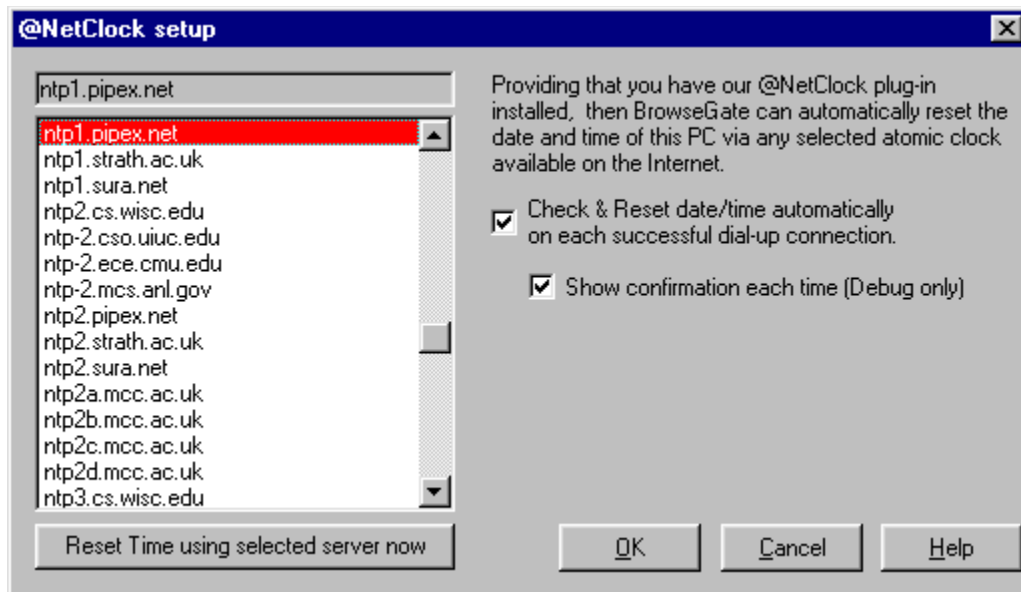 @NetClock setup
ntp1.pipex.net
ntp1.pipex.net
ntp1.strath.ac.uk
ntp1.sura.net
ntp2.cs.wisc.edu
ntp-2.cso.uiuc.edu
ntp-2.ece.cmu.edu
ntp-2.mcs.anl.gov
ntp2.pipex.net
ntp2.strath.ac.uk
ntp2.sura.net
ntp2a.mcc.ac.uk
ntp2b.mcc.ac.uk
ntp2c.mcc.ac.uk
ntp2d.mcc.ac.uk
ntp3.cs.wisc.edu
Reset Time using selected server now
Providing that you have our @NetClock plug-in
installed, then BrowseGate can automatically reset the
date and time of this PC via any selected atomic clock
available on the Internet.
Check & Reset date/time automatically
on each successful dial-up connection.
Show confirmation each time (Debug only)
OK
Cancel
Help